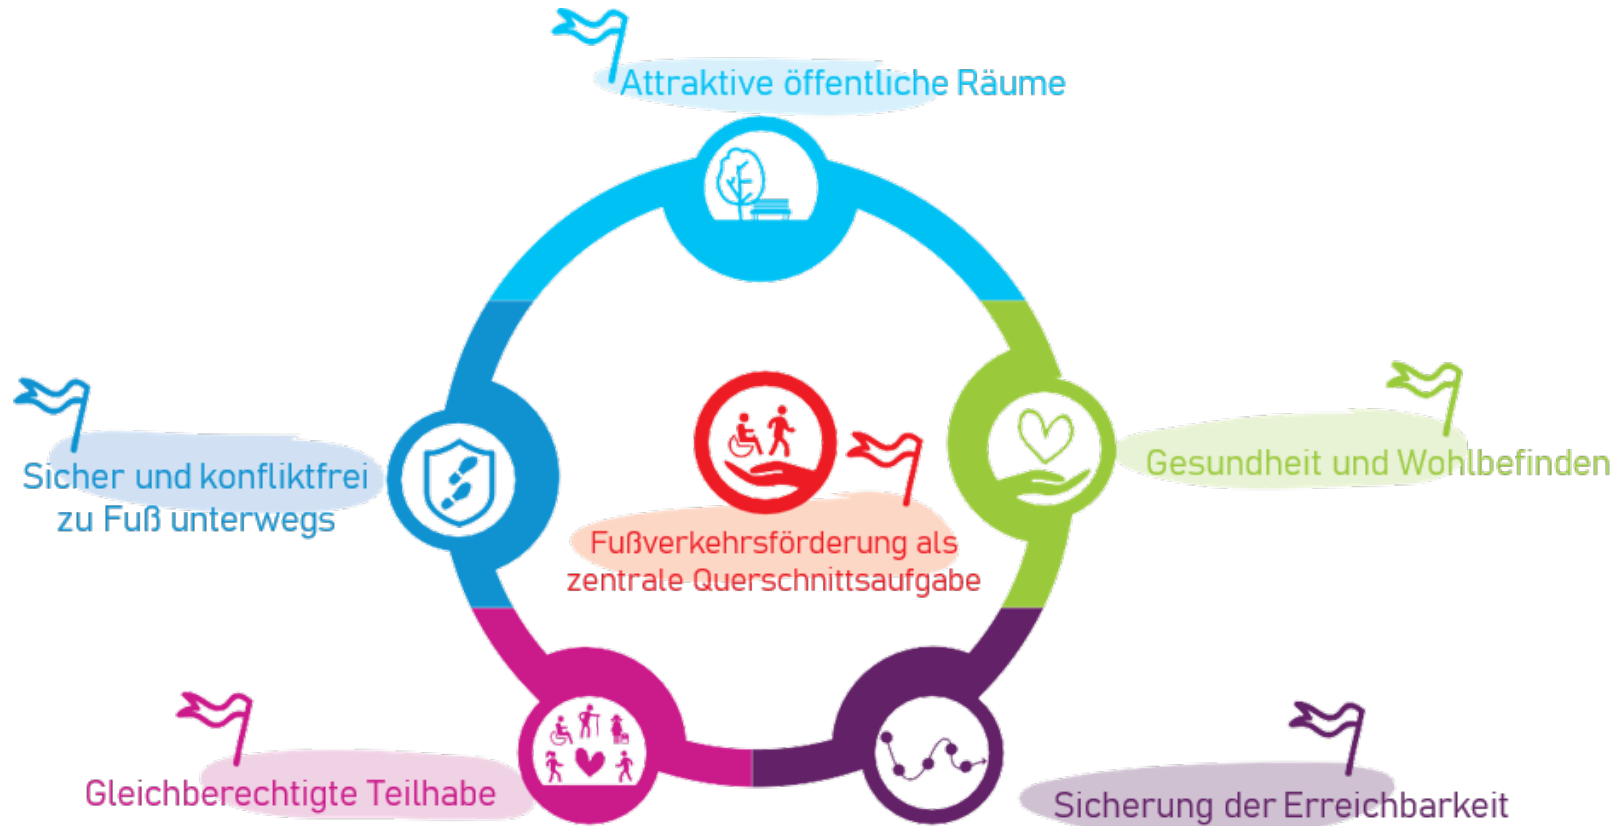 Attraktive öffentliche Räume
Gesundheit und Wohlbefinden
Sicher und konfliktfrei
zu Fuß unterwegs
Fußverkehrsförderung als
zentrale Querschnittsaufgabe
Gleichberechtigte Teilhabe
Sicherung der Erreichbarkeit